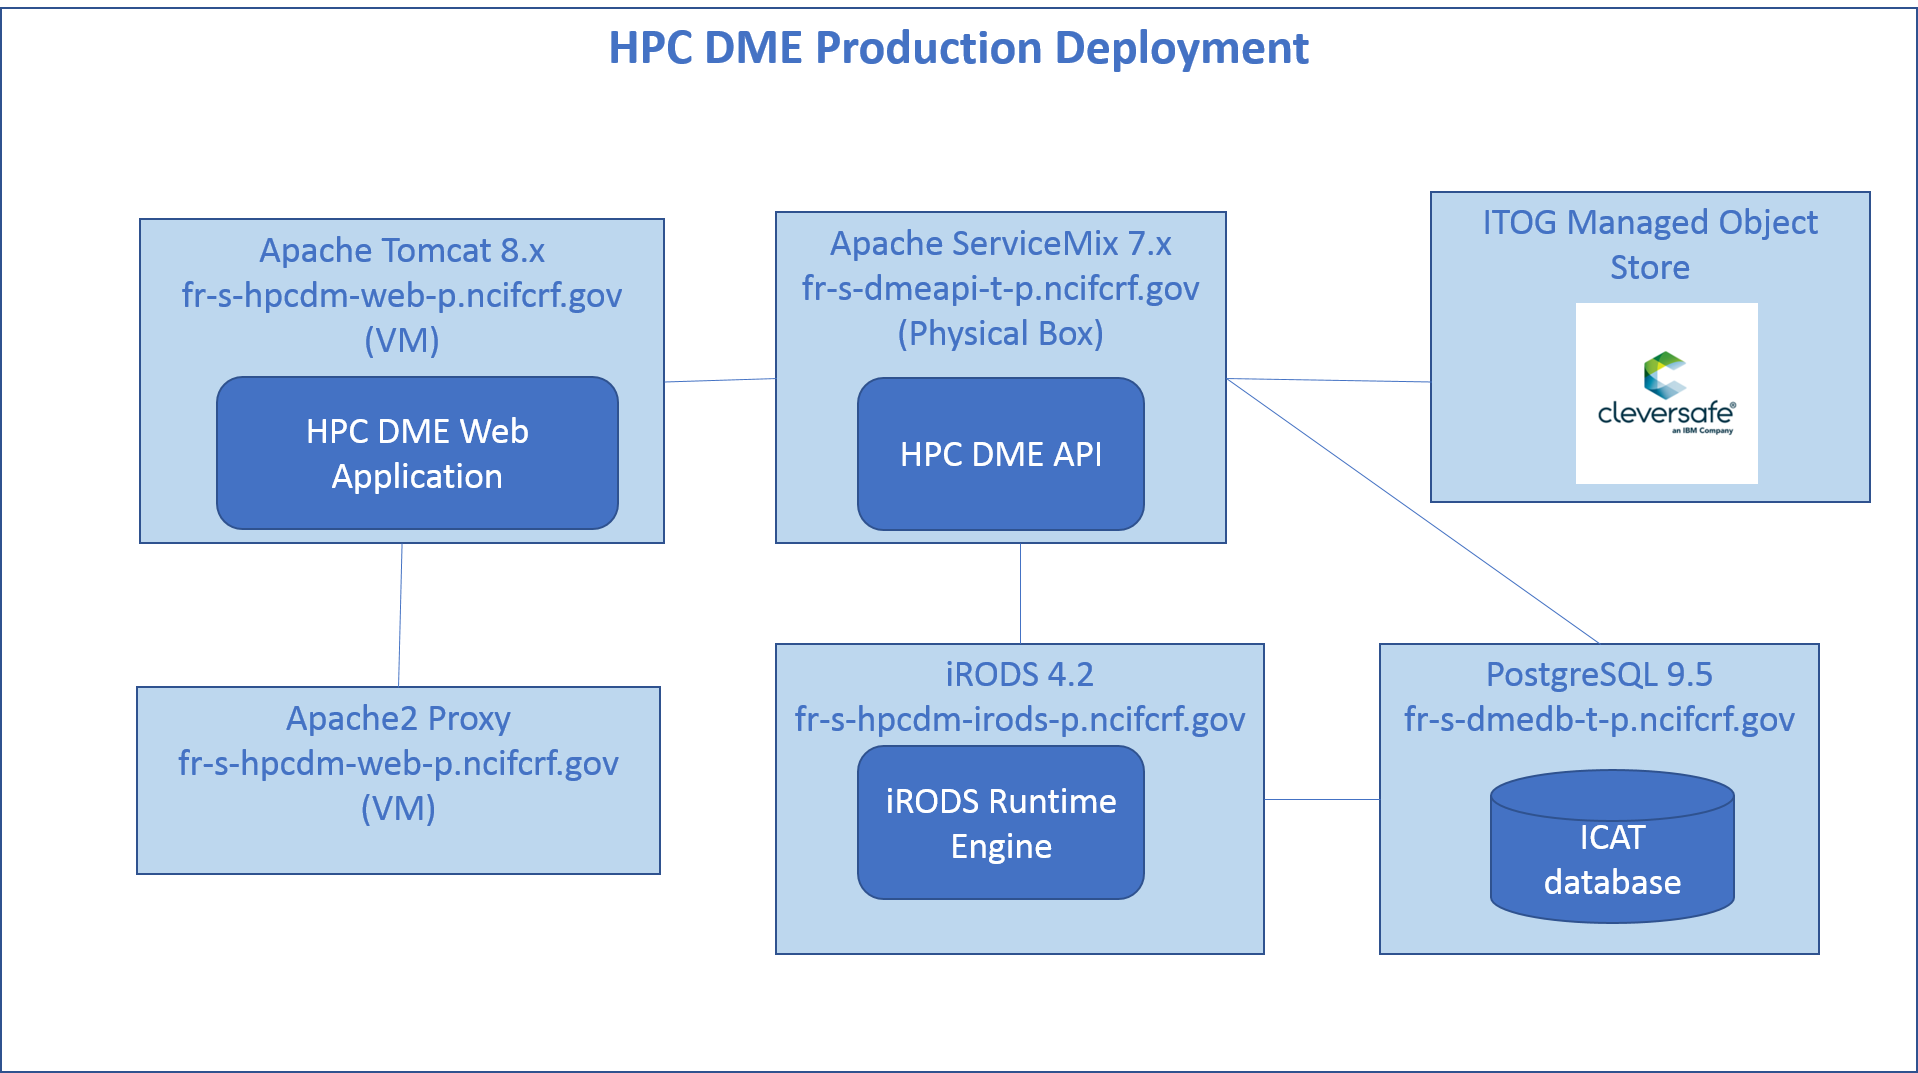 HPC DME Production Deployment
Apache Tomcat 8.x
fr-s-hpcdm-web-p.ncifcrf.gov
(VM)
HPC DME Web
Application
Apache ServiceMix 7.x
fr-s-dmeapi-t-p.ncifcrf.gov
(Physical Box)
HPC DME API
ITOG Managed Object
Store
cleversafe®
an IBM Company
Apache2 Proxy
fr-s-hpcdm-web-p.ncifcrf.gov
(VM)
iRODS 4.2
fr-s-hpcdm-irods-p.ncifcrf.gov
iRODS Runtime
Engine
PostgreSQL 9.5
fr-s-dmedb-t-p.ncifcrf.gov
ICAT
database